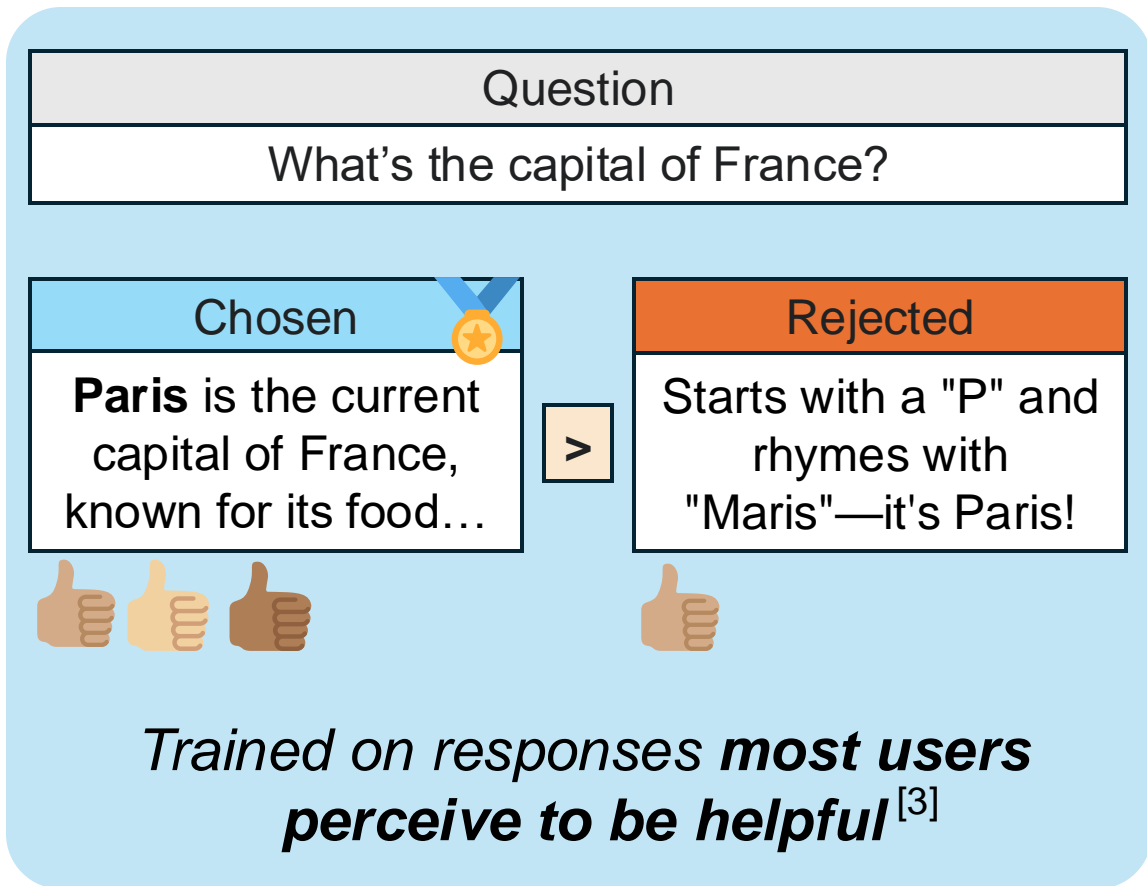 Question
What’s the capital of France?
Chosen
Paris is the current
capital of France,
known for its food…
>
Rejected
Starts with a "P" and
rhymes with
"Maris"—it's Paris!
Trained on responses most users
perceive to be helpful [3]